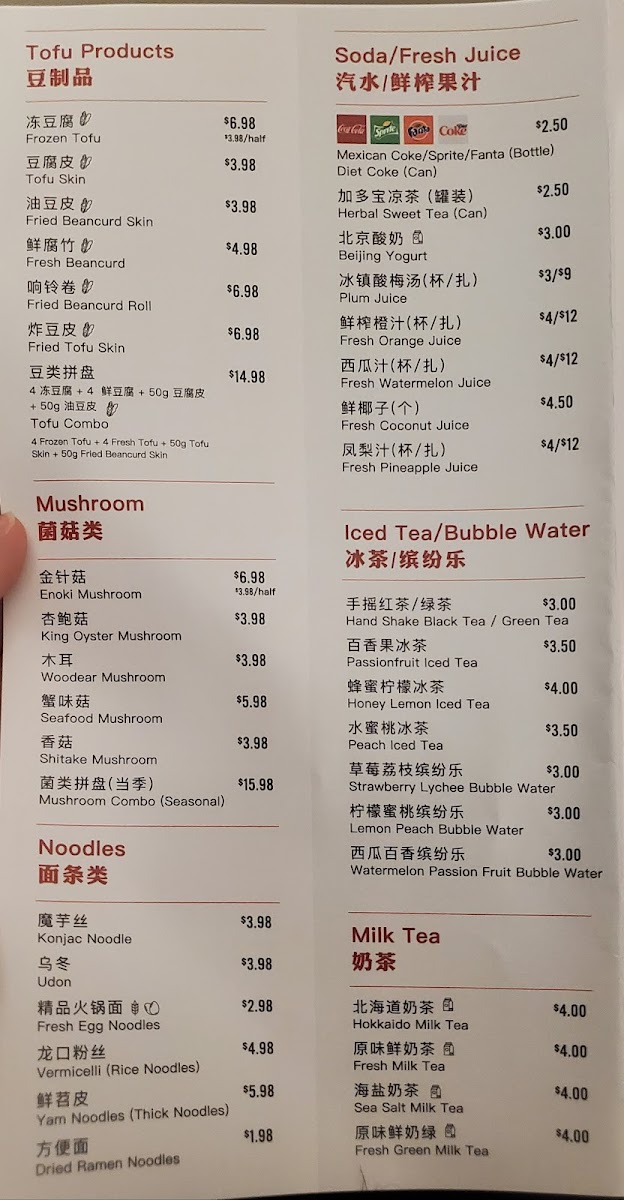 Tofu Products
豆制品
冻豆腐 $6.98
Frozen Tofu $3.98/half
豆腐皮 $3.98
Tofu Skin
油豆皮 $3.98
Fried Beancurd Skin
鲜腐竹 $4.98
Fresh Beancurd
响铃卷 $6.98
Fried Beancurd Roll
炸豆皮 $6.98
Fried Tofu Skin
豆类拼盘 $14.98
4 冻豆腐 + 4 鲜豆腐 + 50g 豆腐皮
+ 50g 油豆皮
Tofu Combo
4 Frozen Tofu + 4 Fresh Tofu + 50g Tofu
Skin + 50g Fried Beancurd Skin
Mushroom
菌菇类
金针菇 $6.98
Enoki Mushroom $3.98/half
杏鲍菇 $3.98
King Oyster Mushroom
木耳 $3.98
Woodear Mushroom
蟹味菇 $5.98
Seafood Mushroom
香菇 $3.98
Shitake Mushroom
菌类拼盘(当季) $15.98
Mushroom Combo (Seasonal)
Noodles
面条类
魔芋丝 $3.98
Konjac Noodle
乌冬 $3.98
Udon
精品火锅面 $2.98
Fresh Egg Noodles
龙口粉丝 $4.98
Vermicelli (Rice Noodles)
鲜苕皮 $5.98
Yam Noodles (Thick Noodles)
方便面 $1.98
Dried Ramen Noodles
Soda/Fresh Juice
汽水/鲜榨果汁
Coca-Cola Sprite Fanta Diet Coke $2.50
Mexican Coke/Sprite/Fanta (Bottle)
Diet Coke (Can)
加多宝凉茶 (罐装) $2.50
Herbal Sweet Tea (Can)
北京酸奶 $3.00
Beijing Yogurt
冰镇酸梅汤(杯/扎) $3/$9
Plum Juice
鲜榨橙汁(杯/扎) $4/$12
Fresh Orange Juice
西瓜汁(杯/扎) $4/$12
Fresh Watermelon Juice
鲜椰子(个) $4.50
Fresh Coconut Juice
凤梨汁(杯/扎) $4/$12
Fresh Pineapple Juice
Iced Tea/Bubble Water
冰茶/缤纷乐
手摇红茶/绿茶 $3.00
Hand Shake Black Tea / Green Tea
百香果冰茶 $3.50
Passionfruit Iced Tea
蜂蜜柠檬冰茶 $4.00
Honey Lemon Iced Tea
水蜜桃冰茶 $3.50
Peach Iced Tea
草莓荔枝缤纷乐 $3.00
Strawberry Lychee Bubble Water
柠檬蜜桃缤纷乐 $3.00
Lemon Peach Bubble Water
西瓜百香缤纷乐 $3.00
Watermelon Passion Fruit Bubble Water
Milk Tea
奶茶
北海道奶茶 $4.00
Hokkaido Milk Tea
原味鲜奶茶 $4.00
Fresh Milk Tea
海盐奶茶 $4.00
Sea Salt Milk Tea
原味鲜奶绿 $4.00
Fresh Green Milk Tea